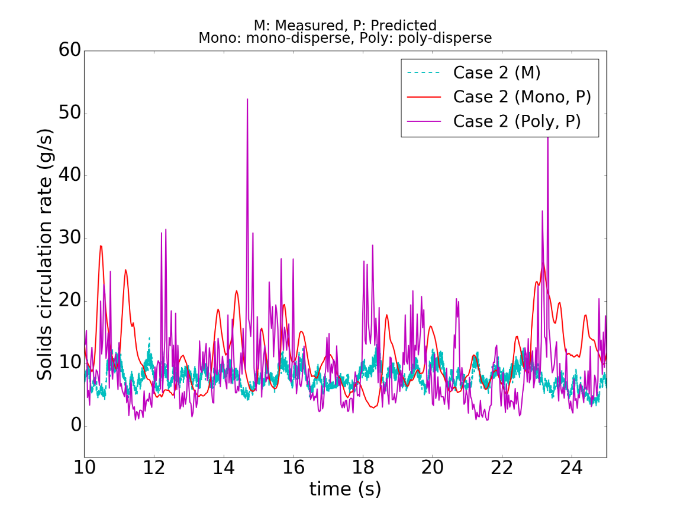 M: Measured, P: Predicted
Mono: mono-disperse, Poly: poly-disperse
60
50
40
30
20
10
0
Solids circulation rate (g/s)
Case 2 (M)
Case 2 (Mono, P)
Case 2 (Poly, P)
10 12 14 16 18 20 22 24
time (s)